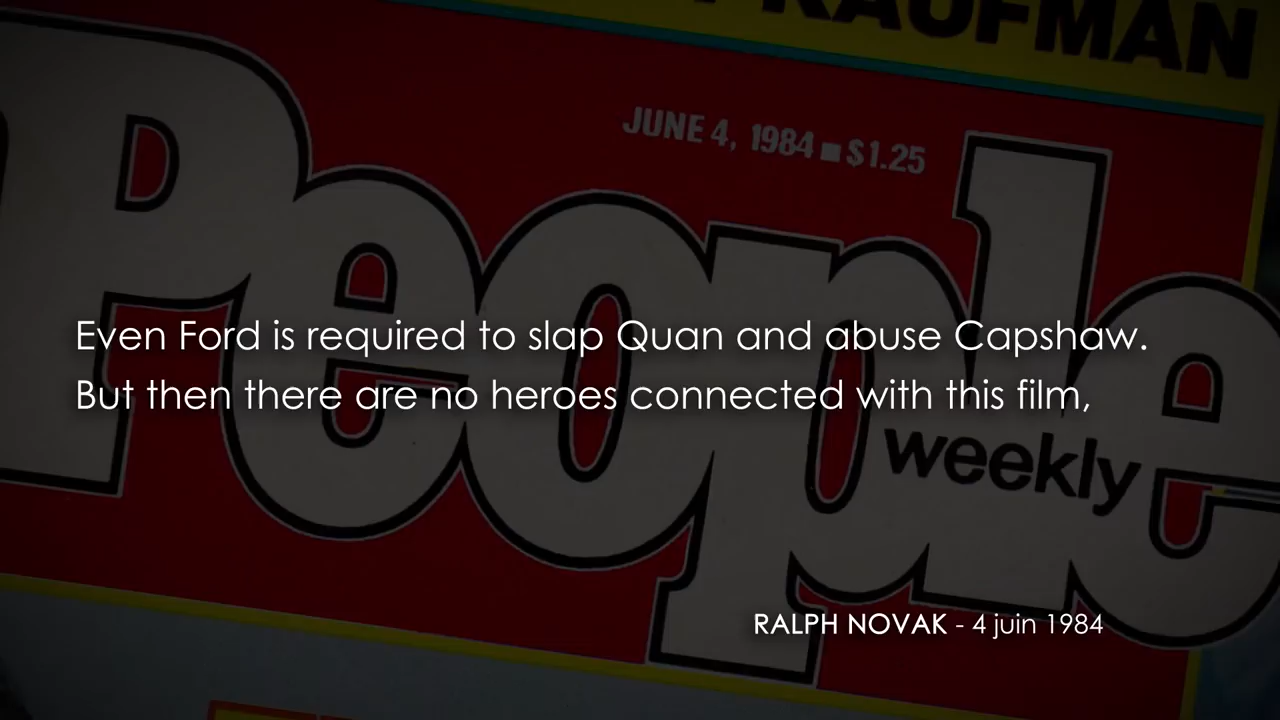 KAUFMAN
JUNE 4, 1984 ■ $1.25
People
weekly
Even Ford is required to slap Quan and abuse Capshaw.
But then there are no heroes connected with this film,
RALPH NOVAK - 4 juin 1984